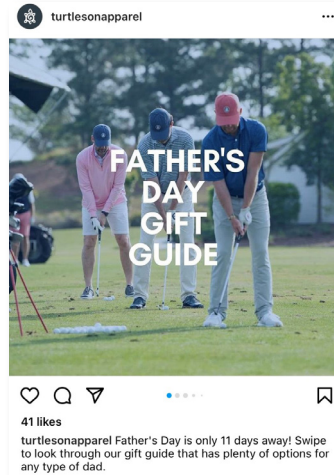 turtlesonapparel
FATHER'S
DAY
GIFT
GUIDE
41 likes
turtlesonapparel Father's Day is only 11 days away! Swipe
to look through our gift guide that has plenty of options for
any type of dad.